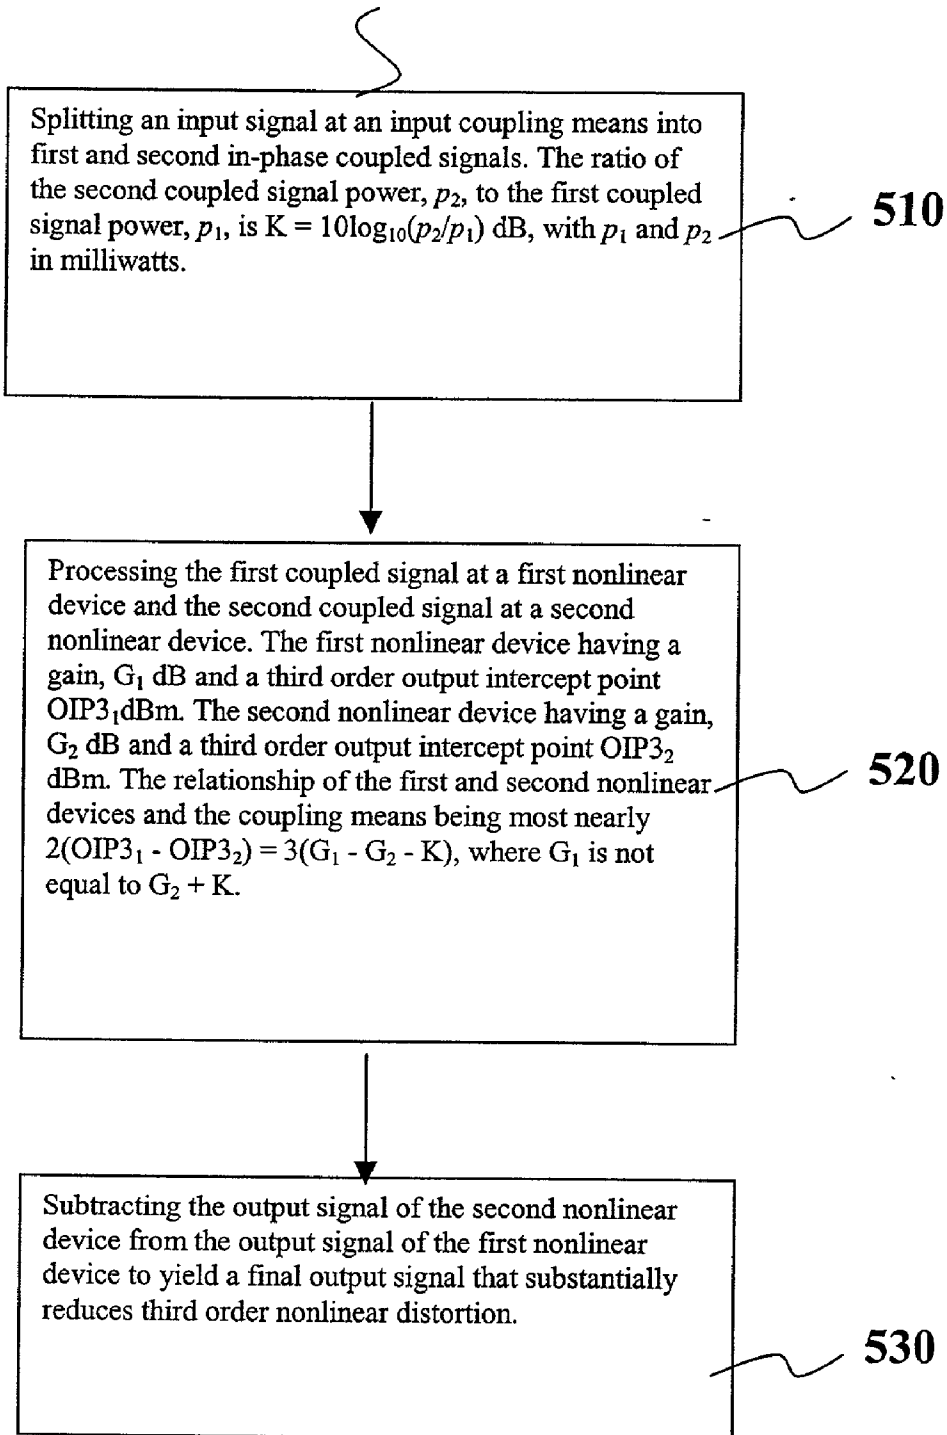 Splitting an input signal at an input coupling means into
first and second in-phase coupled signals. The ratio of
the second coupled signal power, p₂, to the first coupled
signal power, p₁, is K = 10log₁₀(p₂/p₁) dB, with p₁ and p₂
in milliwatts.
510
Processing the first coupled signal at a first nonlinear
device and the second coupled signal at a second
nonlinear device. The first nonlinear device having a
gain, G₁ dB and a third order output intercept point
OIP3₁dBm. The second nonlinear device having a gain,
G₂ dB and a third order output intercept point OIP3₂
dBm. The relationship of the first and second nonlinear
devices and the coupling means being most nearly
2(OIP3₁ - OIP3₂) = 3(G₁ - G₂ - K), where G₁ is not
equal to G₂ + K.
520
Subtracting the output signal of the second nonlinear
device from the output signal of the first nonlinear
device to yield a final output signal that substantially
reduces third order nonlinear distortion.
530